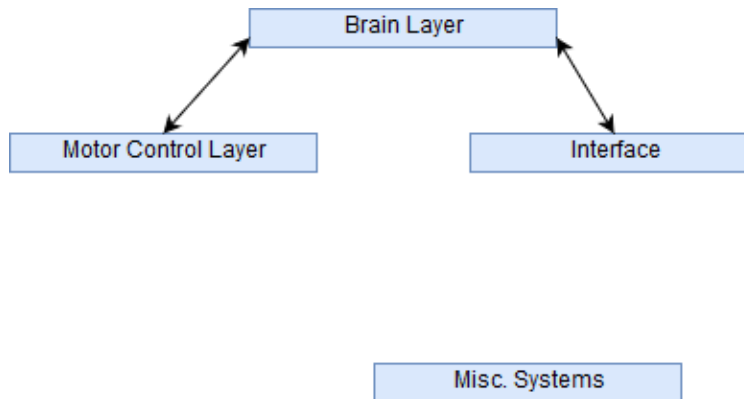 Brain Layer
Motor Control Layer
Interface
Misc. Systems